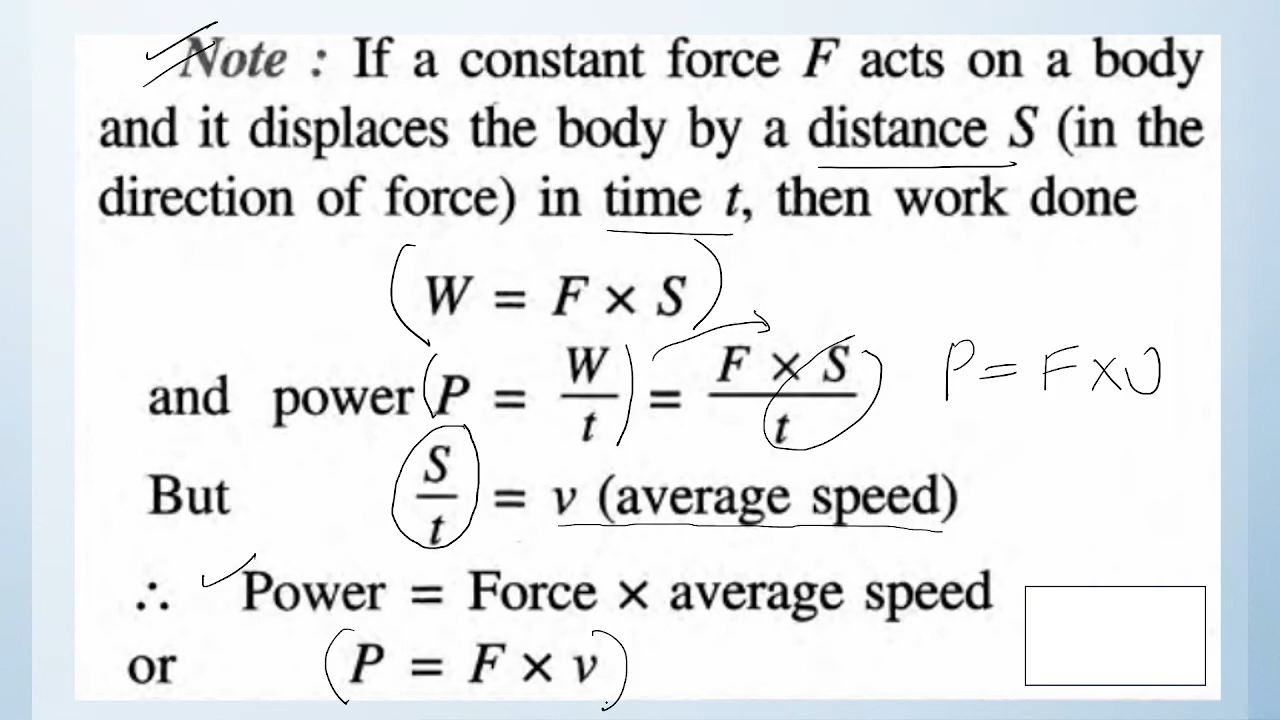 Note : If a constant force F acts on a body
and it displaces the body by a distance S (in the
direction of force) in time t, then work done
W = F × S
and power P = W/t = F × S/t
P = F × v
But S/t = v (average speed)
∴ Power = Force × average speed
or P = F × v